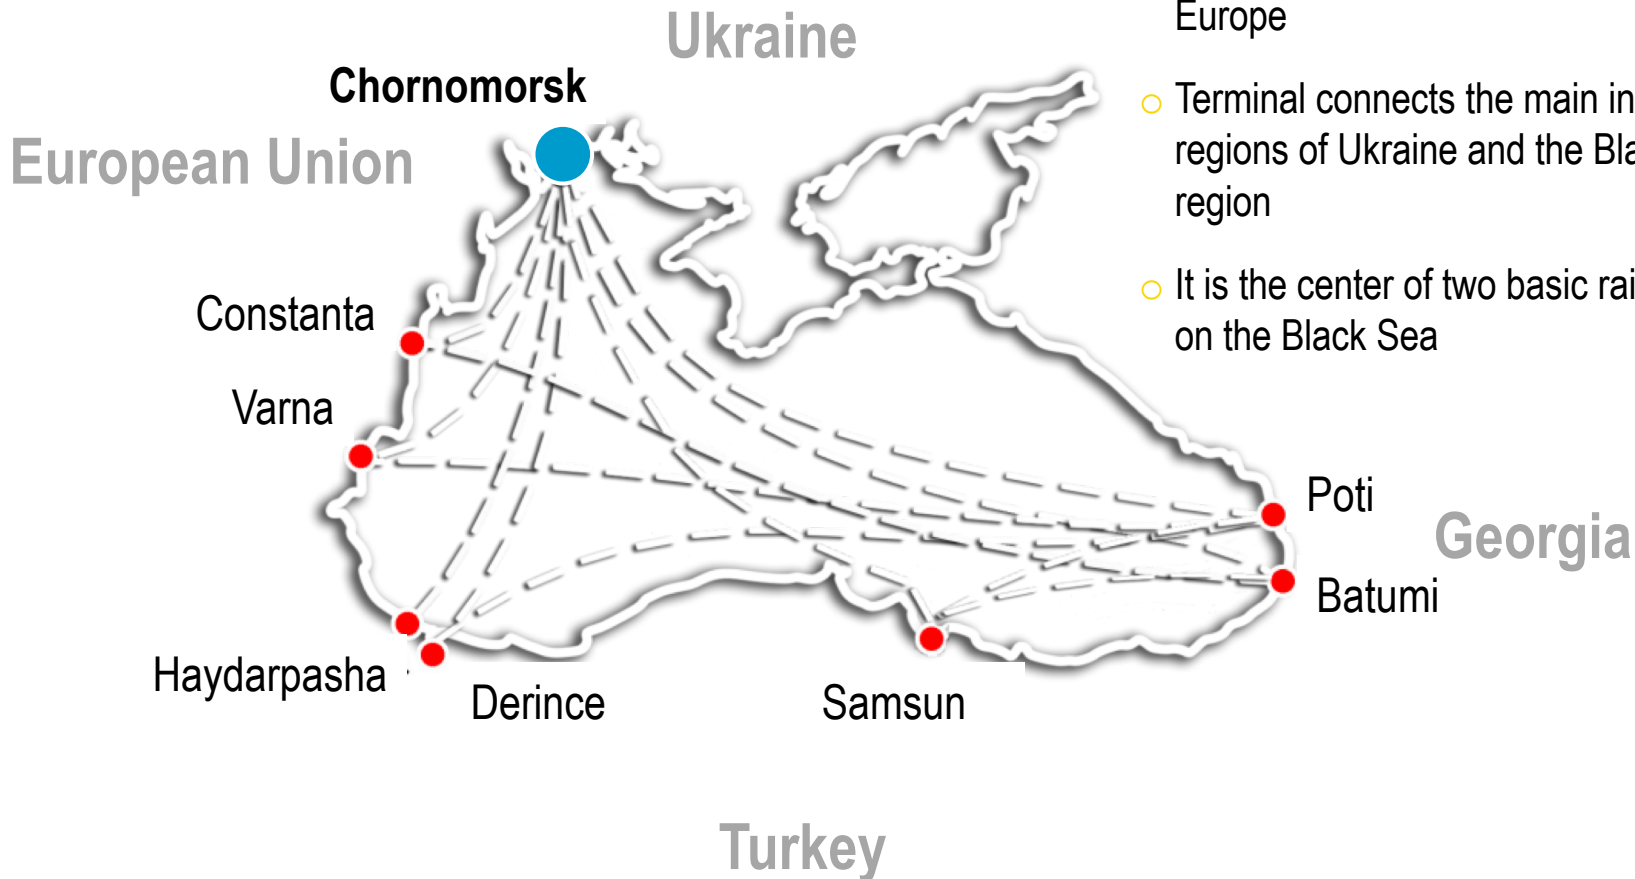 Ukraine
Europe
Chornomorsk
European Union
Terminal connects the main in
regions of Ukraine and the Bla
region
It is the center of two basic rai
on the Black Sea
Constanta
Varna
Poti
Georgia
Batumi
Haydarpasha
Derince
Samsun
Turkey